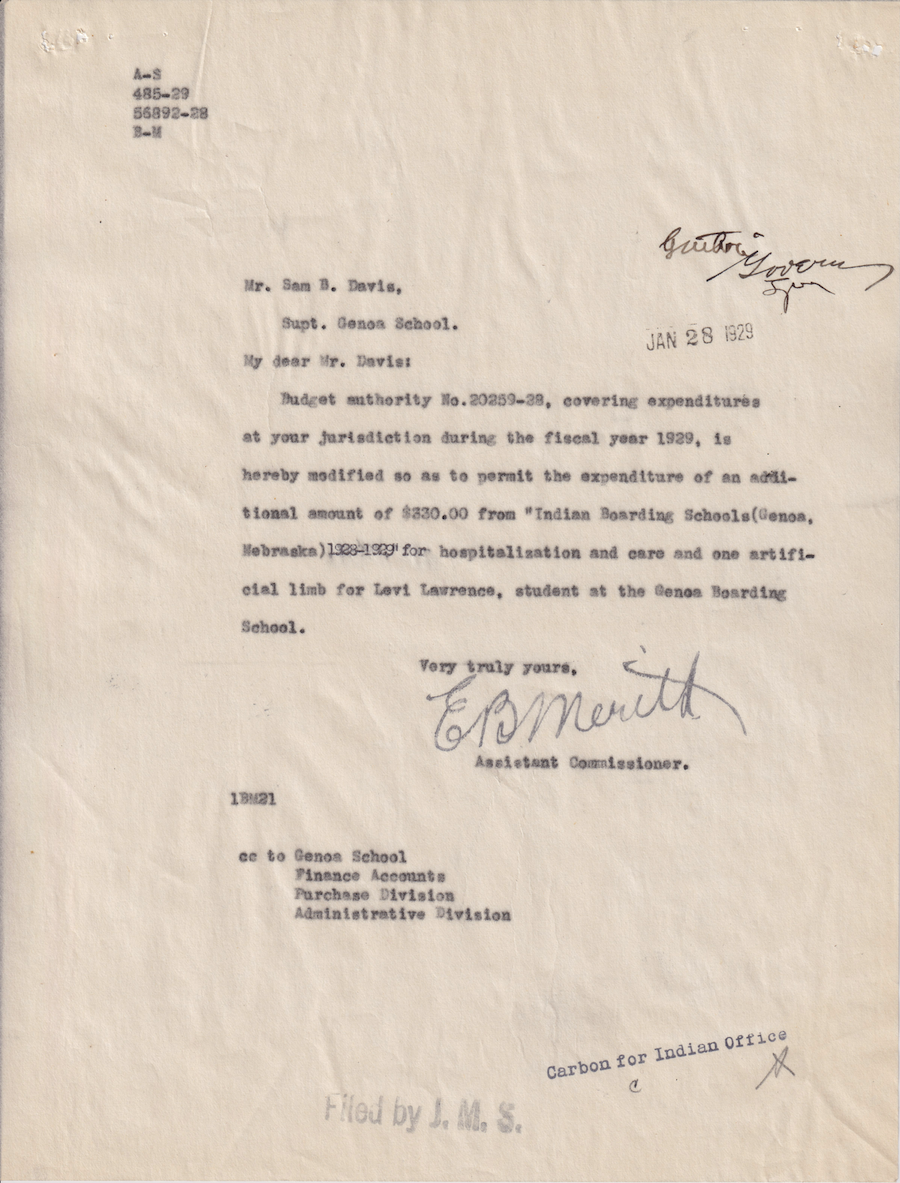 A-S
485-29
56892-28
B-M
Mr. Sam B. Davis,
Supt. Genoa School.
JAN 28 1929
My dear Mr. Davis:
Budget authority No.20259-28, covering expenditures
at your jurisdiction during the fiscal year 1929, is
hereby modified so as to permit the expenditure of an addi-
tional amount of $330.00 from "Indian Boarding Schools(Genoa,
Nebraska)1928-1929"for hospitalization and care and one artifi-
cial limb for Levi Lawrence, student at the Genoa Boarding
School.
Very truly yours,
E B Meritt
Assistant Commissioner.
1BM21
cc to Genoa School
Finance Accounts
Purchase Division
Administrative Division
Carbon for Indian Office
c
Filed by J. M. S.